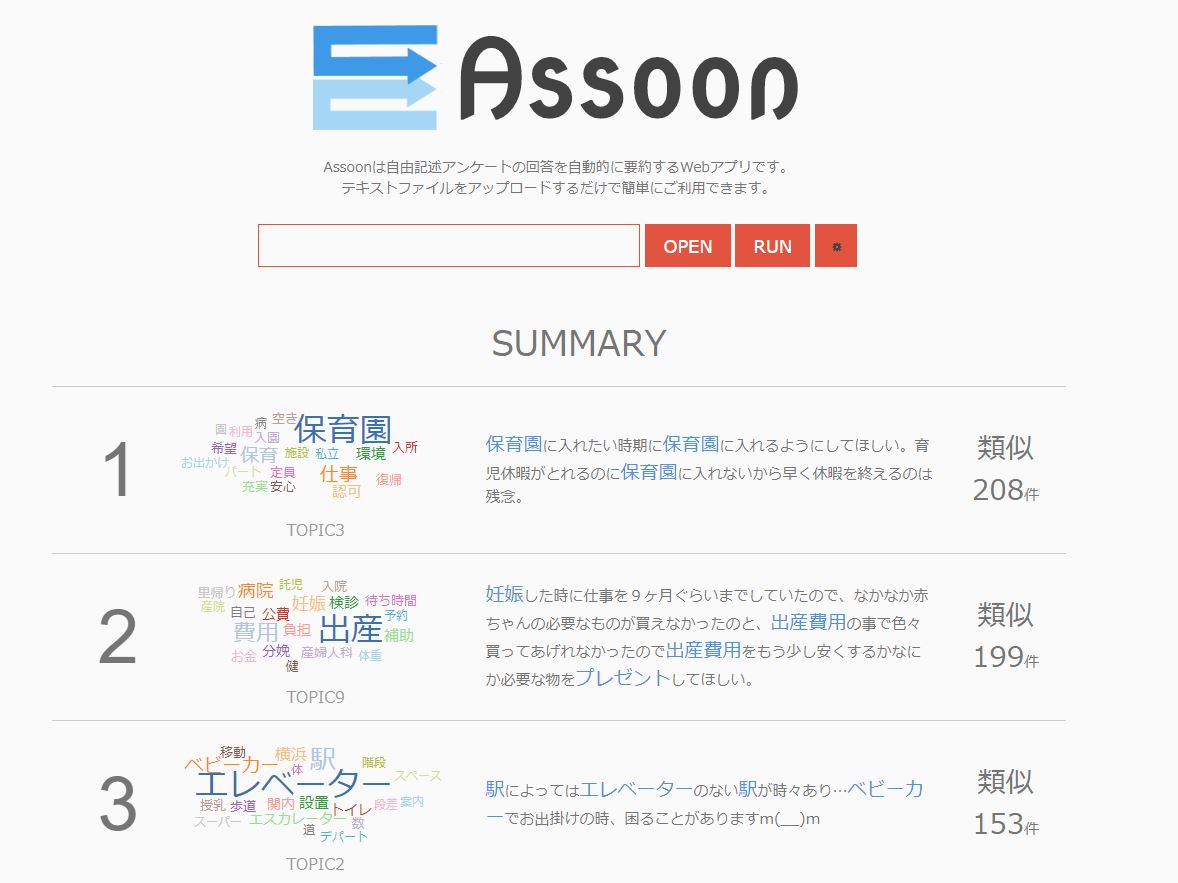 Assoon
Assoonは自由記述アンケートの回答を自動的に要約するWebアプリです。
テキストファイルをアップロードするだけで簡単にご利用できます。
OPEN RUN
SUMMARY
1
病 空き 保育園
園 利用 入園
希望 保育 施設 私立 環境 入所
お出かけ パート 定員 仕事 復帰
充実 安心 認可
TOPIC3
保育園に入れたい時期に保育園に入れるようにしてほしい。育
児休暇がとれるのに保育園に入れないから早く休暇を終えるのは
残念。
類似
208件
2
里帰り 病院 託児 入院
産院 自己 公費 妊娠 検診 待ち時間
費用 負担 出産 予約
補助
お金 分娩 産婦人科 体重
健
TOPIC9
妊娠した時に仕事を９ヶ月ぐらいまでしていたので、なかなか赤
ちゃんの必要なものが買えなかったのと、出産費用の事で色々
買ってあげれなかったので出産費用をもう少し安くするかなに
か必要な物をプレゼントしてほしい。
類似
199件
3
移動 横浜 駅 階段
ベビーカー 体 スペース
エレベーター
授乳 歩道 関内 設置 トイレ 段差 案内
スーパー エスカレーター 数
道 デパート
TOPIC2
駅によってはエレベーターのない駅が時々あり…ベビーカ
ーでお出掛けの時、困ることがありますm(__)m
類似
153件